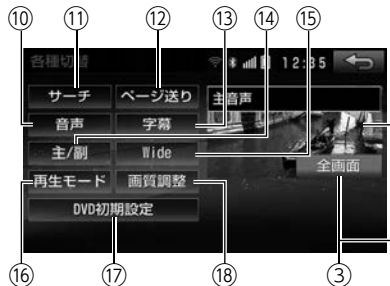 ⑪ ⑫ ⑬ ⑭ ⑮
⑩
各種切替 12:35
サーチ ページ送り 主音声
音声 字幕
主/副 Wide 全画面
再生モード 画質調整
DVD初期設定
⑯ ⑰ ⑱ ③